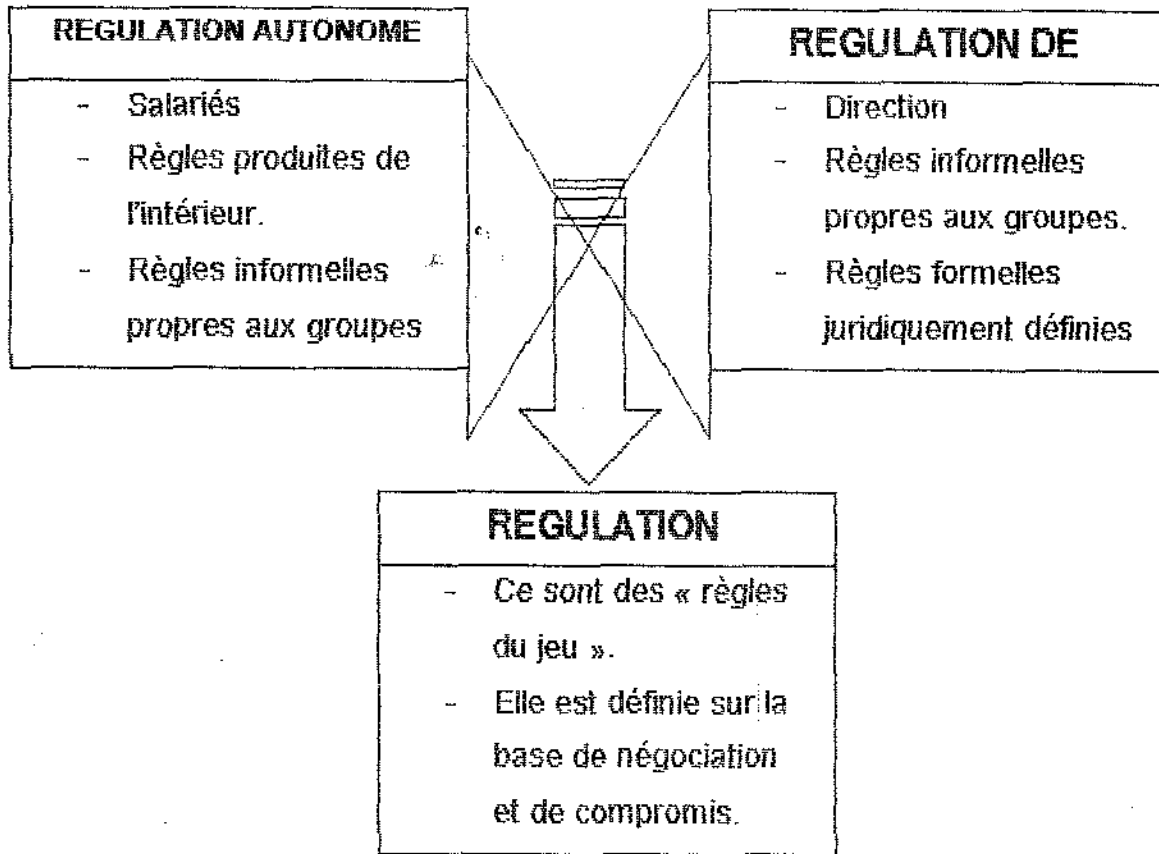 REGULATION AUTONOME
- Salariés
- Règles produites de
l'intérieur.
- Règles informelles
propres aux groupes
REGULATION DE
- Direction
- Règles informelles
propres aux groupes.
- Règles formelles
juridiquement définies
REGULATION
- Ce sont des « règles
du jeu ».
- Elle est définie sur la
base de négociation
et de compromis.